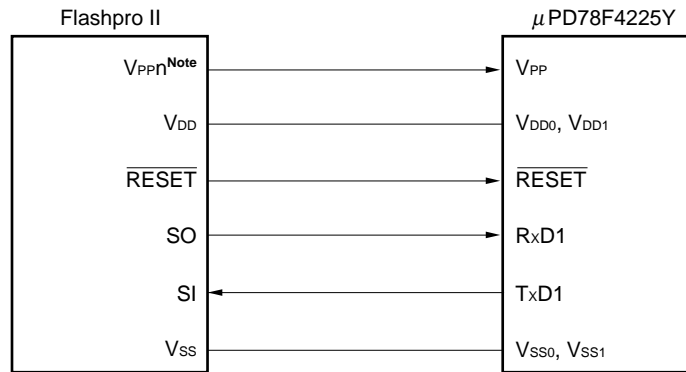 Flashpro II
μPD78F4225Y
VPPnNote
VPP
VDD
VDD0, VDD1
RESET
RESET
SO
RxD1
SI
TxD1
VSS
VSS0, VSS1